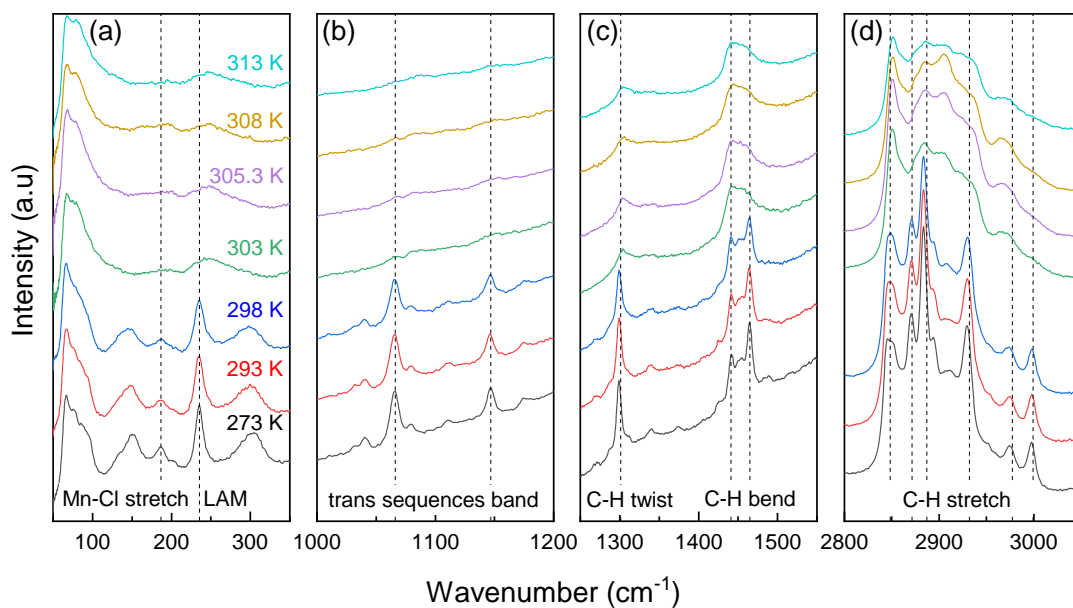 (a) (b) (c) (d)
313 K
308 K
305.3 K
303 K
298 K
293 K
273 K
Mn-Cl stretch LAM
trans sequences band
C-H twist C-H bend
C-H stretch
100 200 300
1000 1100 1200
1300 1400 1500
2800 2900 3000
Intensity (a.u)
Wavenumber (cm⁻¹)